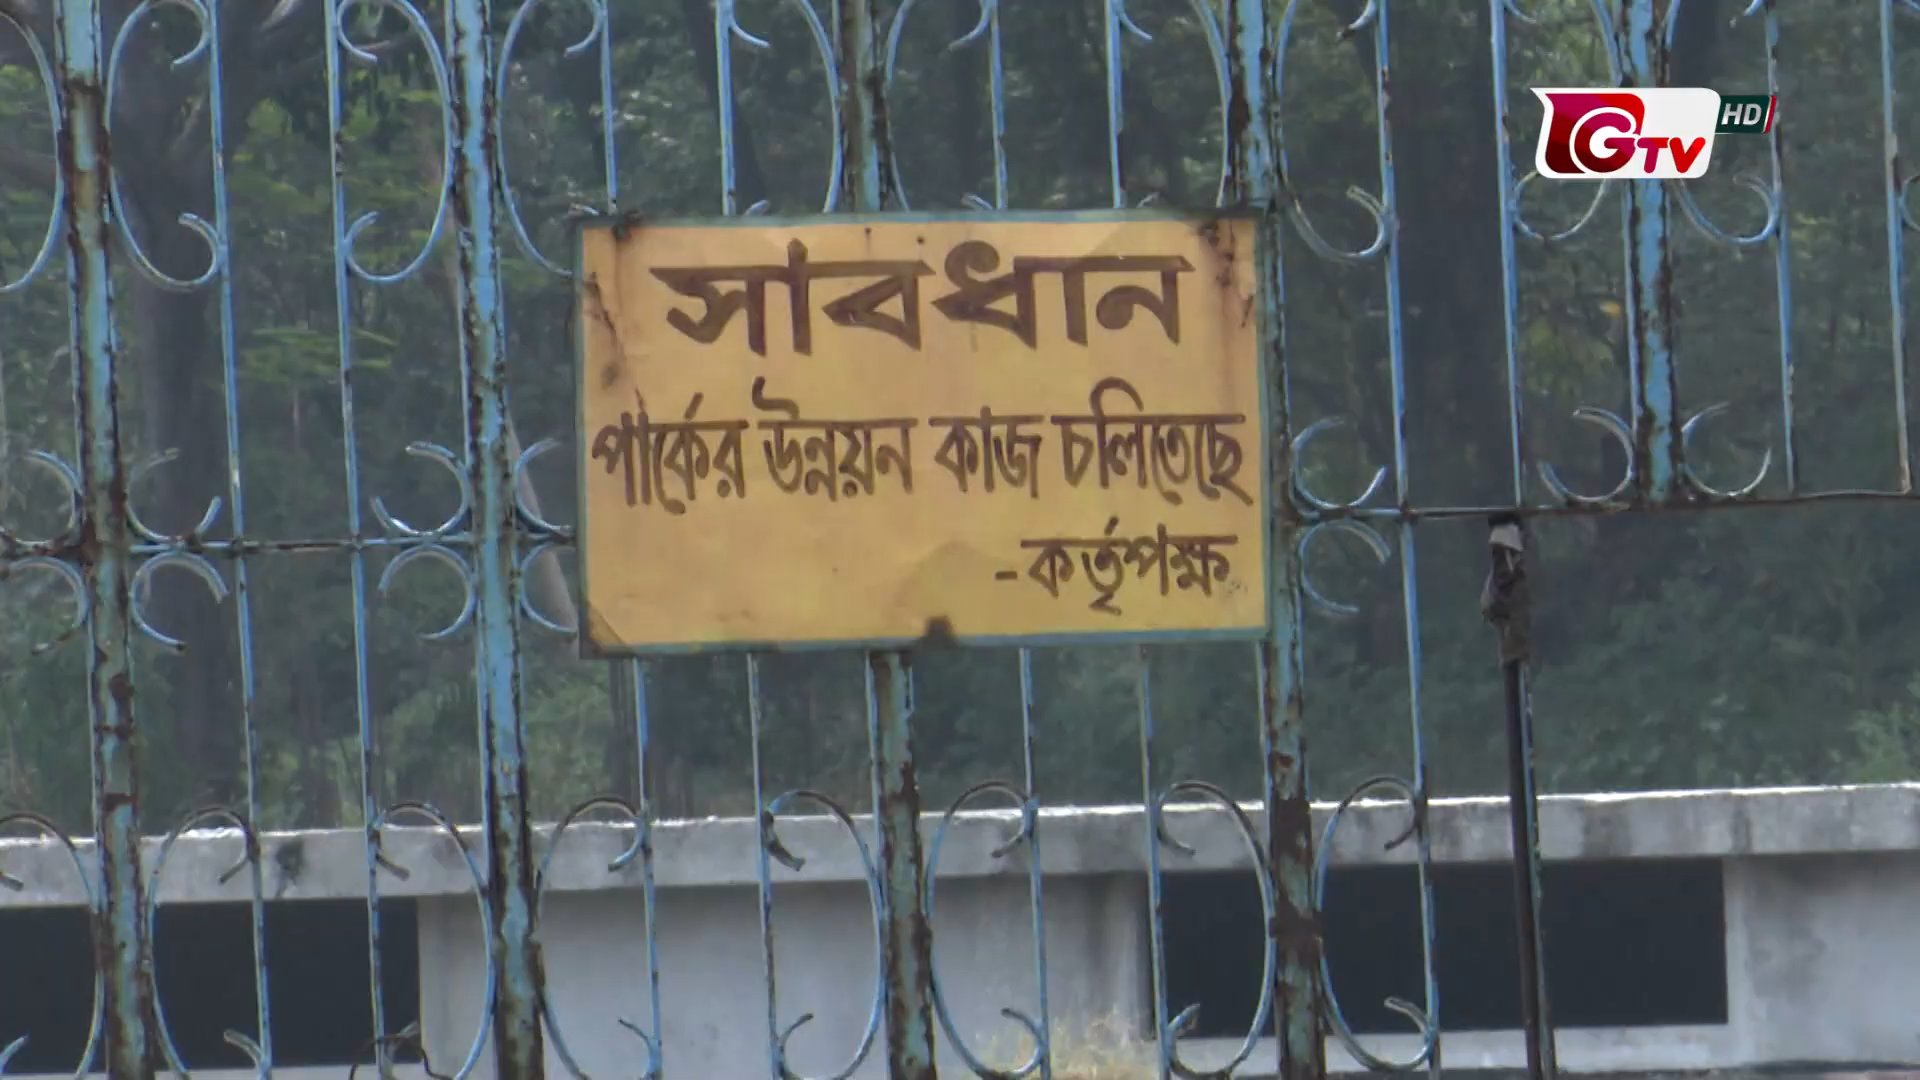 GTV HD
সাবধান
পার্কের উন্নয়ন কাজ চলিতেছে
- কর্তৃপক্ষ